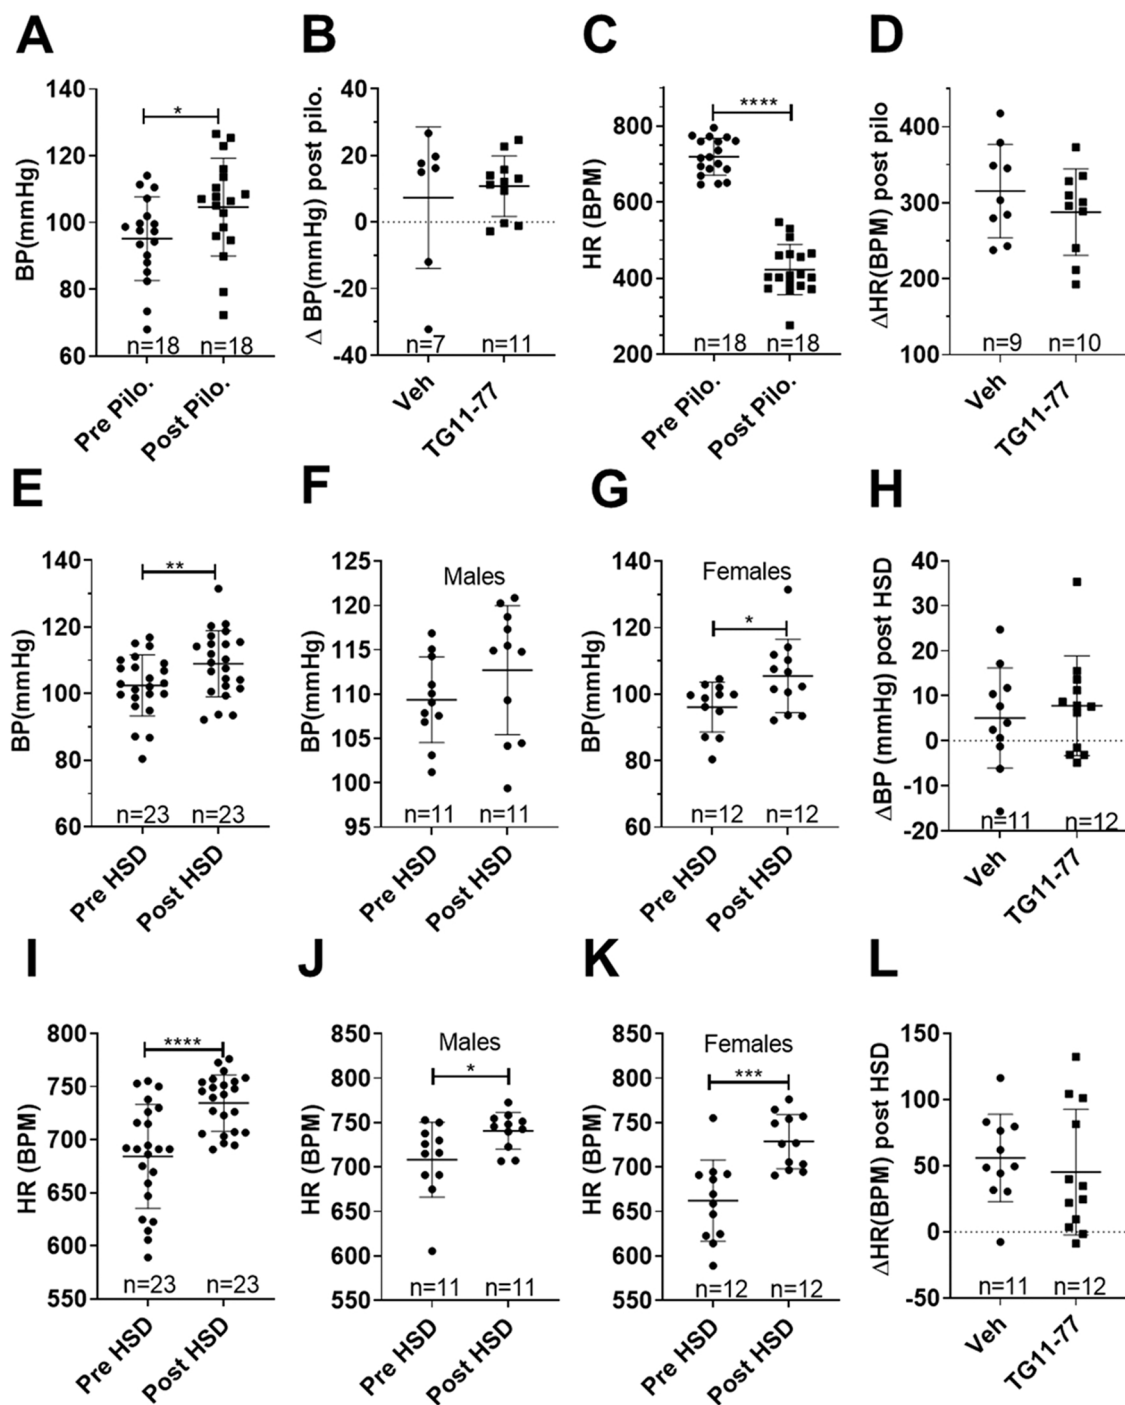 A
BP(mmHg)
140
120
100
80
60
*
n=18 n=18
Pre Pilo.
Post Pilo.
B
Δ BP(mmHg) post pilo.
40
20
0
-20
-40
n=7 n=11
Veh
TG11-77
C
HR (BPM)
800
600
400
200
****
n=18 n=18
Pre Pilo.
Post Pilo.
D
ΔHR(BPM) post pilo
400
300
200
100
n=9 n=10
Veh
TG11-77
E
BP(mmHg)
140
120
100
80
60
**
n=23 n=23
Pre HSD
Post HSD
F
BP(mmHg)
125
120
115
110
105
100
95
Males
n=11 n=11
Pre HSD
Post HSD
G
BP(mmHg)
140
120
100
80
60
Females
*
n=12 n=12
Pre HSD
Post HSD
H
ΔBP (mmHg) post HSD
40
30
20
10
0
-10
-20
n=11 n=12
Veh
TG11-77
I
HR (BPM)
800
750
700
650
600
550
****
n=23 n=23
Pre HSD
Post HSD
J
HR (BPM)
850
800
750
700
650
600
550
Males
*
n=11 n=11
Pre HSD
Post HSD
K
HR (BPM)
850
800
750
700
650
600
550
Females
***
n=12 n=12
Pre HSD
Post HSD
L
ΔHR(BPM) post HSD
150
100
50
0
-50
n=11 n=12
Veh
TG11-77